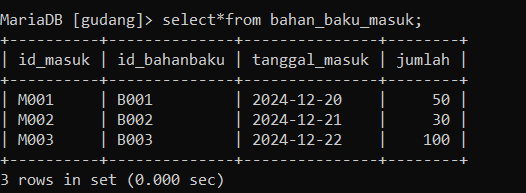 MariaDB [gudang]> select*from bahan_baku_masuk;
+----------+--------------+---------------+--------+
| id_masuk | id_bahanbaku | tanggal_masuk | jumlah |
+----------+--------------+---------------+--------+
| M001     | B001         | 2024-12-20    |     50 |
| M002     | B002         | 2024-12-21    |     30 |
| M003     | B003         | 2024-12-22    |    100 |
+----------+--------------+---------------+--------+
3 rows in set (0.000 sec)